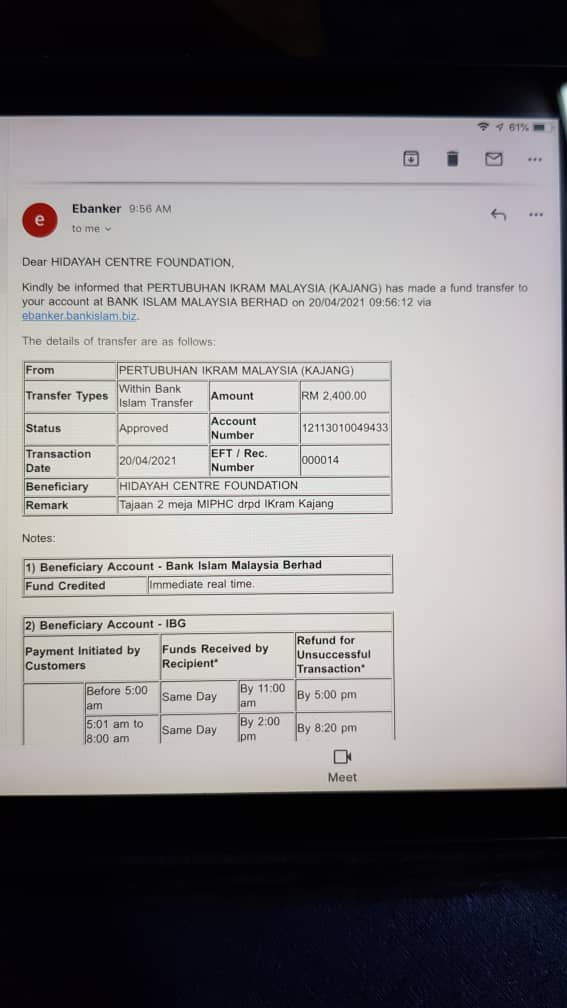 61%
Ebanker 9:56 AM
e
to me
Dear HIDAYAH CENTRE FOUNDATION,
Kindly be informed that PERTUBUHAN IKRAM MALAYSIA (KAJANG) has made a fund transfer to
your account at BANK ISLAM MALAYSIA BERHAD on 20/04/2021 09:56:12 via
ebanker.bankislam.biz.
The details of transfer are as follows:
From PERTUBUHAN IKRAM MALAYSIA (KAJANG)
Transfer Types Within Bank Islam Transfer Amount RM 2,400.00
Status Approved Account Number 12113010049433
Transaction Date 20/04/2021 EFT / Rec. Number 000014
Beneficiary HIDAYAH CENTRE FOUNDATION
Remark Tajaan 2 meja MIPHC drpd IKram Kajang
Notes:
1) Beneficiary Account - Bank Islam Malaysia Berhad
Fund Credited Immediate real time.
2) Beneficiary Account - IBG
Payment Initiated by Customers Funds Received by Recipient* Refund for Unsuccessful Transaction*
Before 5:00 am Same Day By 11:00 am By 5:00 pm
5:01 am to 8:00 am Same Day By 2:00 pm By 8:20 pm
Meet